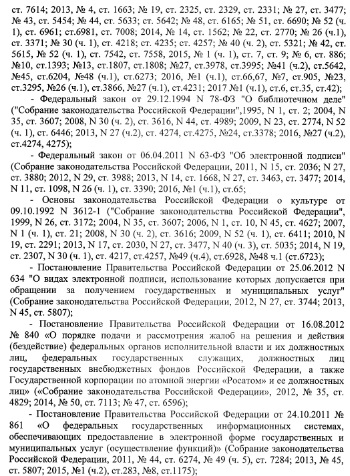 ст. 7614; 2013, № 4, ст. 1663; № 19, ст. 2325, ст. 2329, ст. 2331; № 27, ст. 3477;
№ 43, ст. 5454; № 44, ст. 5633, ст. 5642; № 48, ст. 6165; № 51, ст. 6690; № 52 (ч.
1), ст. 6961; ст.6981, ст. 7008; 2014, № 14, ст. 1562; № 22, ст. 2770; № 26 (ч.1),
ст. 3371; № 30 (ч. 1), ст. 4218; ст. 4235; ст. 4257; № 40 (ч. 2), ст. 5321; № 42, ст.
5615, № 52 (ч. 1), ст. 7542, ст. 7558, 2015, № 1 (ч. 1), ст. 7, ст. 9; № 6, ст. 886;
№10, ст.1393; №13, ст.1807, ст.1808; №27, ст.3978, ст.3995; №41 (ч.2), ст.5642,
№45, ст.6204, №48 (ч.1), ст.6273; 2016, №1 (ч.1), ст.66,67, №7, ст.905, №23,
ст.3295, №26 (ч.1), ст.3866, №27 (ч.1), ст.4231; 2017 №1 (ч.1), ст.6, ст.35, ст.42);
- Федеральный закон от 29.12.1994 N 78-ФЗ "О библиотечном деле"
("Собрание законодательства Российской Федерации",1995, N 1, ст. 2; 2004, N
35, ст. 3607; 2008, N 30 (ч. 2), ст. 3616, N 44, ст. 4989; 2009, N 23, ст. 2774, N 52
(ч. 1), ст. 6446; 2013, N 27 (ч.2), ст. 4274, ст.4275, №24, ст.3378; 2016, №27 (ч.2),
ст.4274, 4275);
- Федеральный закон от 06.04.2011 N 63-ФЗ "Об электронной подписи"
(Собрание законодательства Российской Федерации, 2011, N 15, ст. 2036; N 27,
ст. 3880; 2012, N 29, ст. 3988; 2013, N 14, ст. 1668, N 27, ст. 3463, ст. 3477; 2014,
N 11, ст. 1098, N 26 (ч. 1), ст. 3390; 2016, №1 (ч.1), ст.65;
- Основы законодательства Российской Федерации о культуре от
09.10.1992 N 3612-1 ("Собрание законодательства Российской Федерации",
1999, N 26, ст. 3172; 2004, N 35, ст. 3607; 2006, N 1, ст. 10, N 45, ст. 4627; 2007,
N 1 (ч. 1), ст. 21; 2008, N 30 (ч. 2), ст. 3616; 2009, N 52 (ч. 1), ст. 6411; 2010, N
19, ст. 2291; 2013, N 17, ст. 2030, N 27, ст. 3477, N 40 (ч. 3), ст. 5035; 2014, N 19,
ст. 2307, N 30 (ч. 1), ст. 4217, ст.4257, №49 (ч.4), ст.6928, №48 ч.1 (ст.6723);
- Постановление Правительства Российской Федерации от 25.06.2012 N
634 "О видах электронной подписи, использование которых допускается при
обращении за получением государственных и муниципальных услуг"
(Собрание законодательства Российской Федерации, 2012, N 27, ст. 3744; 2013,
N 45, ст. 5807);
- Постановление Правительства Российской Федерации от 16.08.2012
№ 840 «О порядке подачи и рассмотрения жалоб на решения и действия
(бездействие) федеральных органов исполнительной власти и их должностных
лиц, федеральных государственных служащих, должностных лиц
государственных внебюджетных фондов Российской Федерации, а также
Государственной корпорации по атомной энергии «Росатом» и ее должностных
лиц» («Собрание законодательства Российской Федерации», 2012, № 35, ст.
4829; 2014, № 50, ст. 7113; № 47, ст. 6596);
- Постановление Правительства Российской Федерации от 24.10.2011 №
861 «О федеральных государственных информационных системах,
обеспечивающих предоставление в электронной форме государственных и
муниципальных услуг (осуществление функций)» (Собрание законодательства
Российской Федерации, 2011, № 44, ст. 6274, № 49 (ч. 5), ст. 7284; 2013, № 45,
ст. 5807; 2015, №1 (ч.2), ст.283, №8, ст.1175);